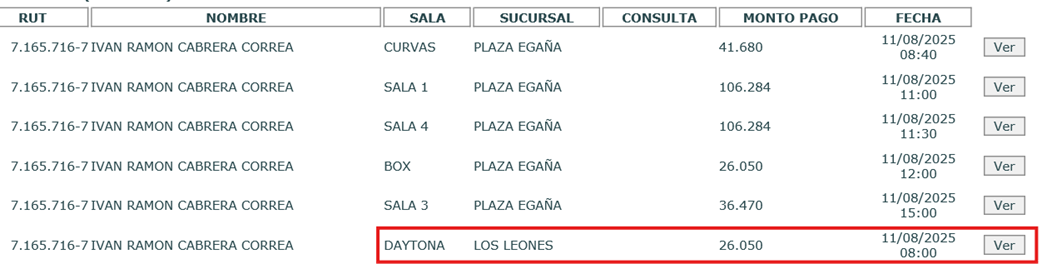 RUT NOMBRE SALA SUCURSAL CONSULTA MONTO PAGO FECHA
7.165.716-7 IVAN RAMON CABRERA CORREA CURVAS PLAZA EGAÑA 41.680 11/08/2025 08:40 Ver
7.165.716-7 IVAN RAMON CABRERA CORREA SALA 1 PLAZA EGAÑA 106.284 11/08/2025 11:00 Ver
7.165.716-7 IVAN RAMON CABRERA CORREA SALA 4 PLAZA EGAÑA 106.284 11/08/2025 11:30 Ver
7.165.716-7 IVAN RAMON CABRERA CORREA BOX PLAZA EGAÑA 26.050 11/08/2025 12:00 Ver
7.165.716-7 IVAN RAMON CABRERA CORREA SALA 3 PLAZA EGAÑA 36.470 11/08/2025 15:00 Ver
7.165.716-7 IVAN RAMON CABRERA CORREA DAYTONA LOS LEONES 26.050 11/08/2025 08:00 Ver